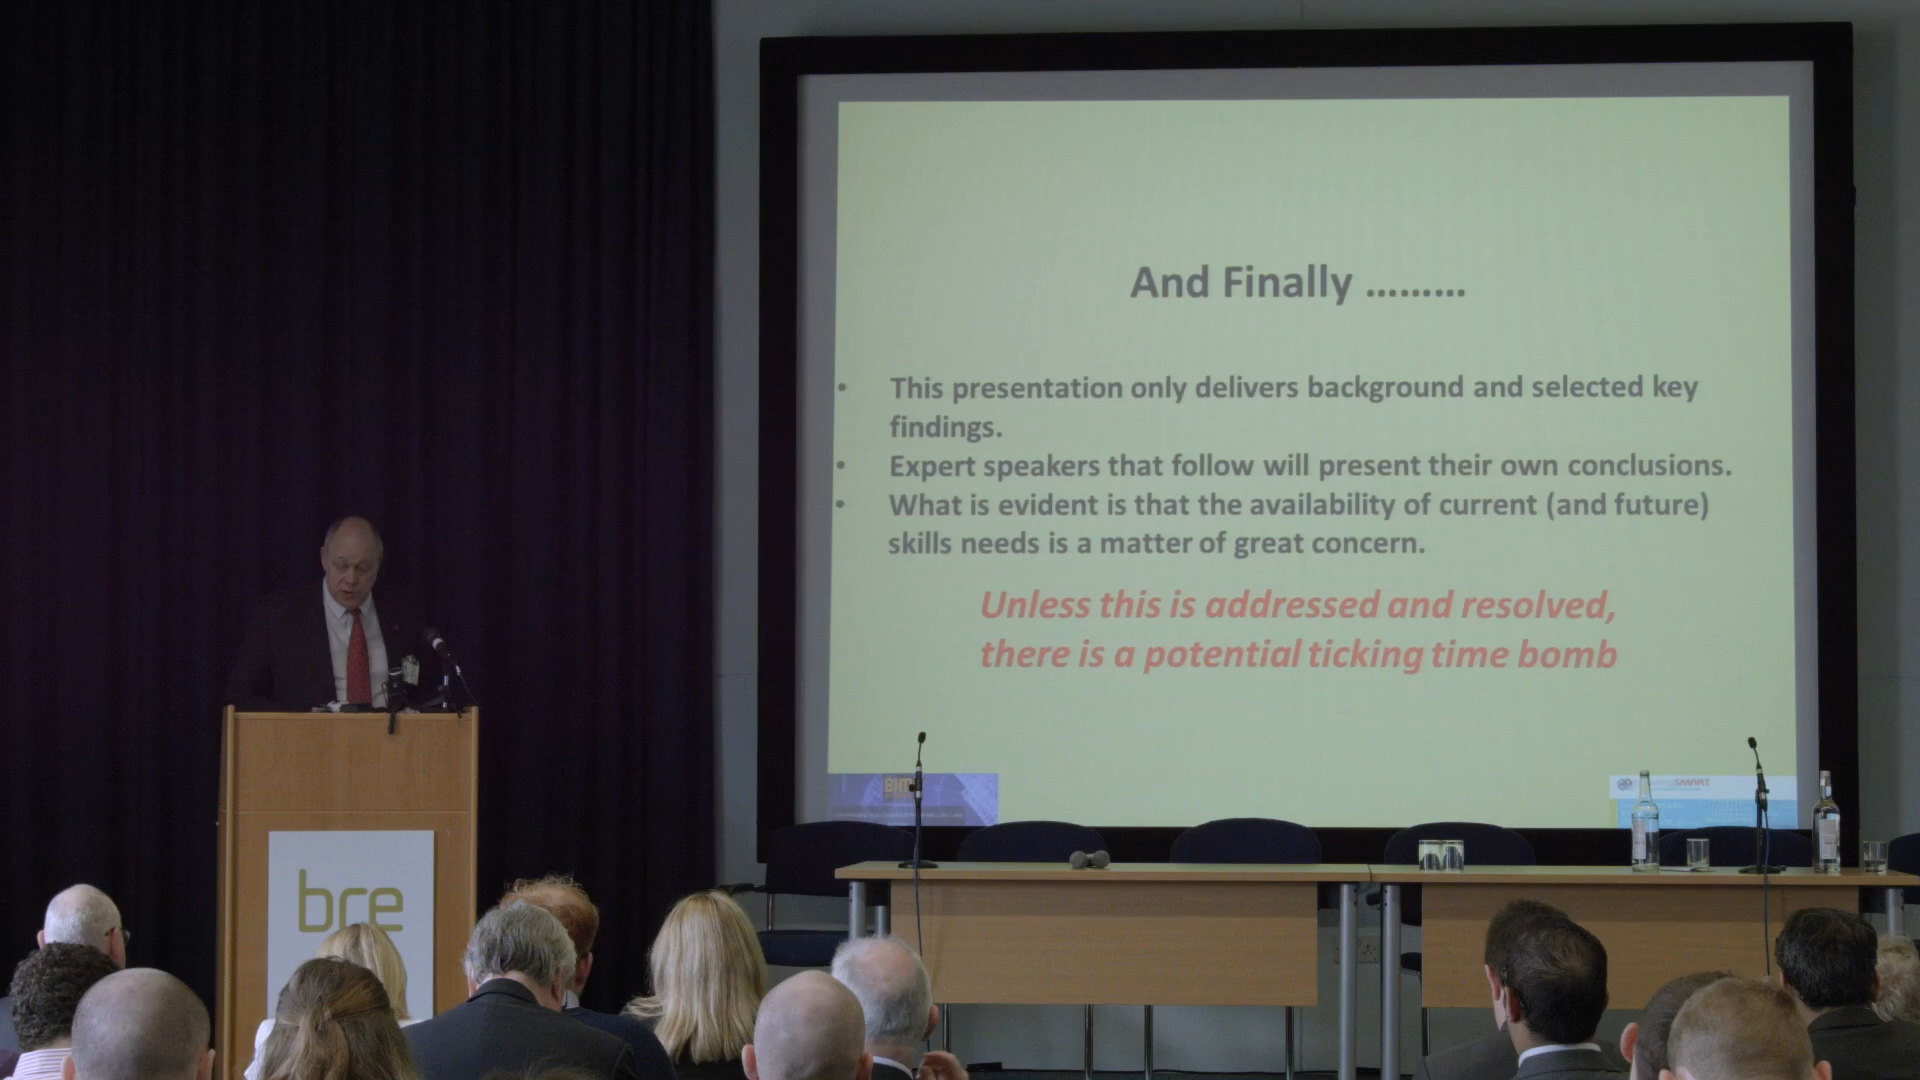 And Finally .........
• This presentation only delivers background and selected key
findings.
• Expert speakers that follow will present their own conclusions.
• What is evident is that the availability of current (and future)
skills needs is a matter of great concern.
Unless this is addressed and resolved,
there is a potential ticking time bomb
SMART
bre